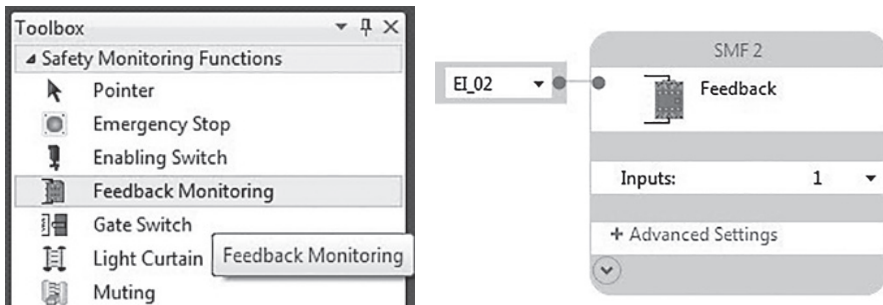 Toolbox
Safety Monitoring Functions
Pointer
Emergency Stop
Enabling Switch
Feedback Monitoring
Gate Switch
Light Curtain
Feedback Monitoring
Muting
SMF 2
EI_02
Feedback
Inputs: 1
+ Advanced Settings